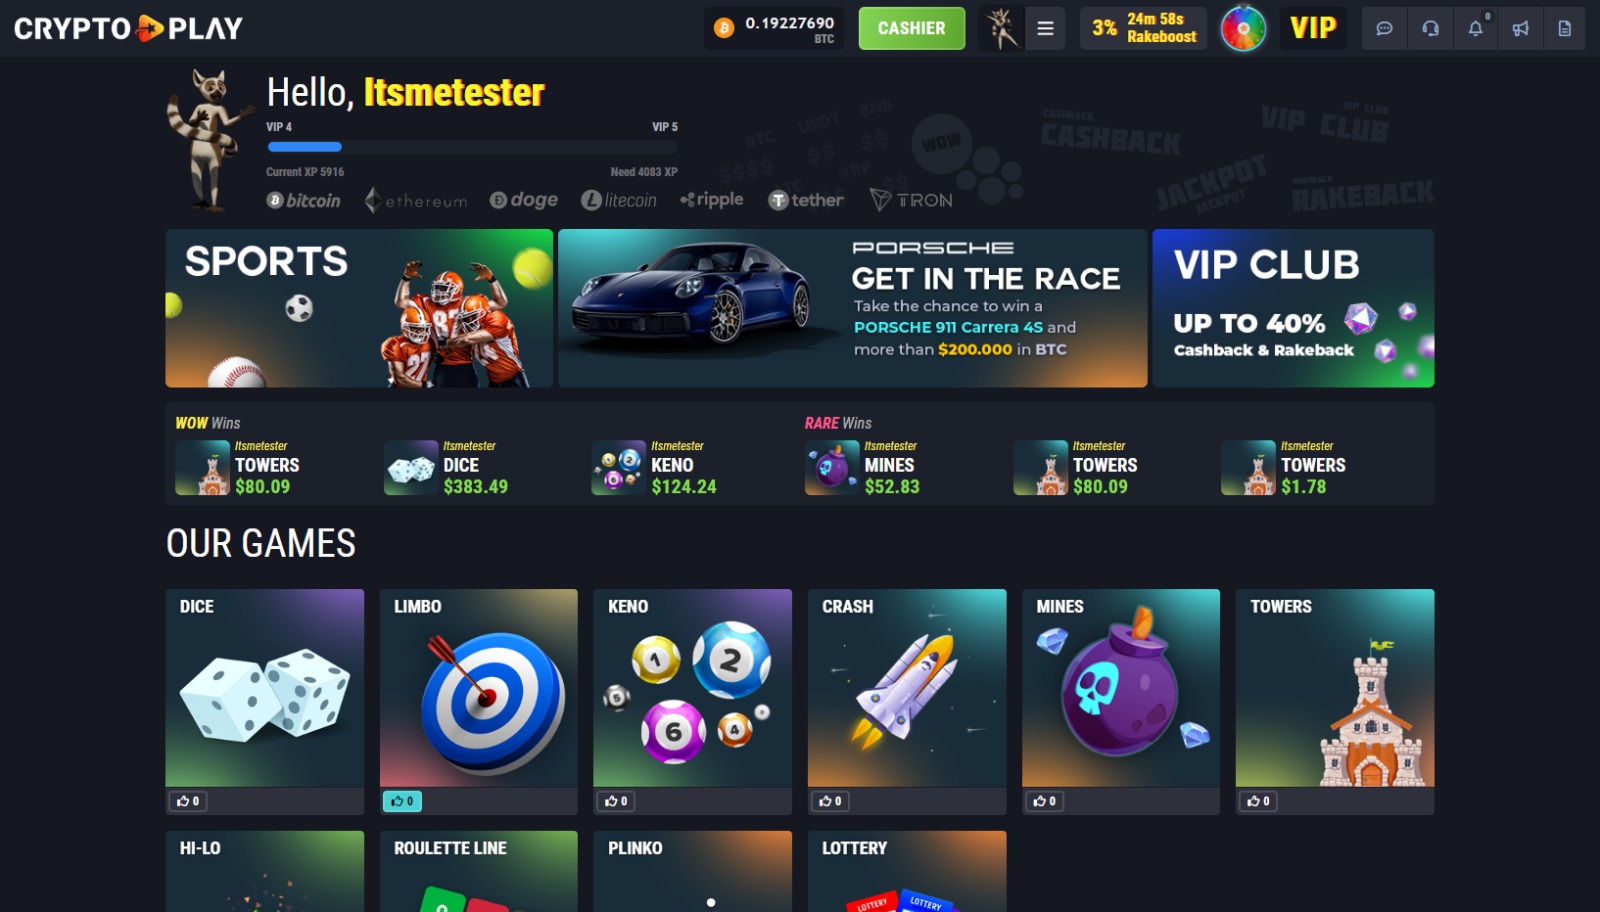 CRYPTO PLAY
0.19227690
BTC
CASHIER
3%
24m 58s
Rakeboost
VIP
0
Hello, Itsmetester
VIP 4
VIP 5
Current XP 5916
Need 4083 XP
bitcoin
ethereum
doge
litecoin
ripple
tether
TRON
BTC
USDT
BNB
$$$$
$$
$$
XRP
WOW
CASHBACK
CASHBACK
VIP CLUB
VIP CLUB
JACKPOT
JACKPOT
RAKEBACK
SPORTS
PORSCHE
GET IN THE RACE
Take the chance to win a
PORSCHE 911 Carrera 4S and
more than $200.000 in BTC
VIP CLUB
UP TO 40%
Cashback & Rakeback
WOW Wins
Itsmetester
TOWERS
$80.09
Itsmetester
DICE
$383.49
Itsmetester
KENO
$124.24
RARE Wins
Itsmetester
MINES
$52.83
Itsmetester
TOWERS
$80.09
Itsmetester
TOWERS
$1.78
OUR GAMES
DICE
0
LIMBO
0
KENO
1
2
5
6
4
0
CRASH
0
MINES
0
TOWERS
0
HI-LO
ROULETTE LINE
PLINKO
LOTTERY
LOTTERY
LOTTERY